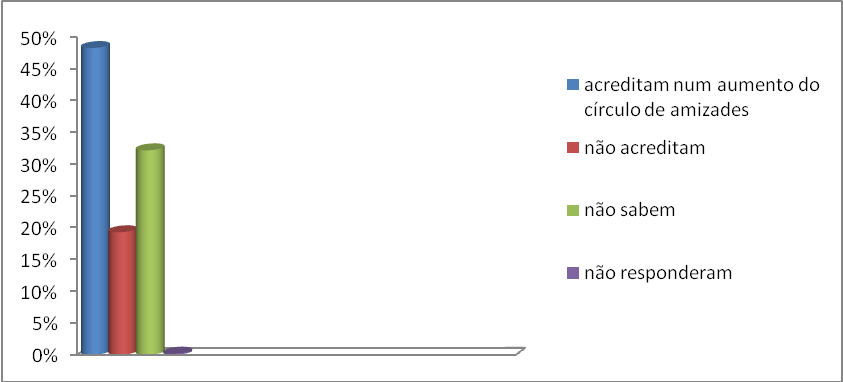 50%
45%
40%
35%
30%
25%
20%
15%
10%
5%
0%
acreditam num aumento do
círculo de amizades
não acreditam
não sabem
não responderam